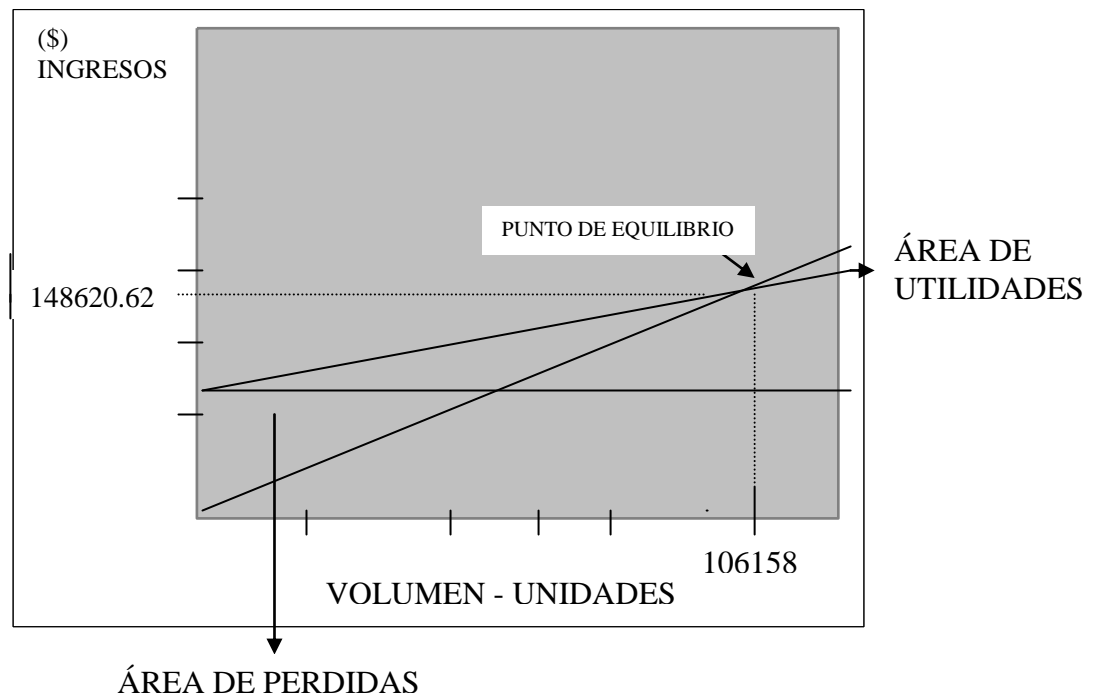 ($)
INGRESOS
PUNTO DE EQUILIBRIO
ÁREA DE
UTILIDADES
148620.62
106158
VOLUMEN - UNIDADES
ÁREA DE PERDIDAS